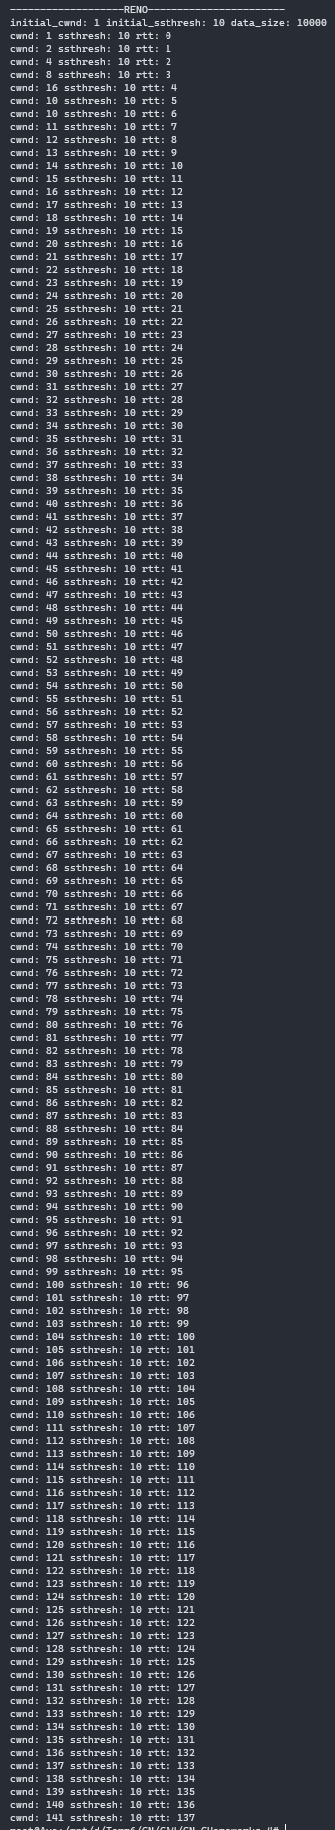 --------------------RENO------------------------
initial_cwnd: 1 initial_ssthresh: 10 data_size: 10000
cwnd: 1 ssthresh: 10 rtt: 0
cwnd: 2 ssthresh: 10 rtt: 1
cwnd: 4 ssthresh: 10 rtt: 2
cwnd: 8 ssthresh: 10 rtt: 3
cwnd: 16 ssthresh: 10 rtt: 4
cwnd: 10 ssthresh: 10 rtt: 5
cwnd: 10 ssthresh: 10 rtt: 6
cwnd: 11 ssthresh: 10 rtt: 7
cwnd: 12 ssthresh: 10 rtt: 8
cwnd: 13 ssthresh: 10 rtt: 9
cwnd: 14 ssthresh: 10 rtt: 10
cwnd: 15 ssthresh: 10 rtt: 11
cwnd: 16 ssthresh: 10 rtt: 12
cwnd: 17 ssthresh: 10 rtt: 13
cwnd: 18 ssthresh: 10 rtt: 14
cwnd: 19 ssthresh: 10 rtt: 15
cwnd: 20 ssthresh: 10 rtt: 16
cwnd: 21 ssthresh: 10 rtt: 17
cwnd: 22 ssthresh: 10 rtt: 18
cwnd: 23 ssthresh: 10 rtt: 19
cwnd: 24 ssthresh: 10 rtt: 20
cwnd: 25 ssthresh: 10 rtt: 21
cwnd: 26 ssthresh: 10 rtt: 22
cwnd: 27 ssthresh: 10 rtt: 23
cwnd: 28 ssthresh: 10 rtt: 24
cwnd: 29 ssthresh: 10 rtt: 25
cwnd: 30 ssthresh: 10 rtt: 26
cwnd: 31 ssthresh: 10 rtt: 27
cwnd: 32 ssthresh: 10 rtt: 28
cwnd: 33 ssthresh: 10 rtt: 29
cwnd: 34 ssthresh: 10 rtt: 30
cwnd: 35 ssthresh: 10 rtt: 31
cwnd: 36 ssthresh: 10 rtt: 32
cwnd: 37 ssthresh: 10 rtt: 33
cwnd: 38 ssthresh: 10 rtt: 34
cwnd: 39 ssthresh: 10 rtt: 35
cwnd: 40 ssthresh: 10 rtt: 36
cwnd: 41 ssthresh: 10 rtt: 37
cwnd: 42 ssthresh: 10 rtt: 38
cwnd: 43 ssthresh: 10 rtt: 39
cwnd: 44 ssthresh: 10 rtt: 40
cwnd: 45 ssthresh: 10 rtt: 41
cwnd: 46 ssthresh: 10 rtt: 42
cwnd: 47 ssthresh: 10 rtt: 43
cwnd: 48 ssthresh: 10 rtt: 44
cwnd: 49 ssthresh: 10 rtt: 45
cwnd: 50 ssthresh: 10 rtt: 46
cwnd: 51 ssthresh: 10 rtt: 47
cwnd: 52 ssthresh: 10 rtt: 48
cwnd: 53 ssthresh: 10 rtt: 49
cwnd: 54 ssthresh: 10 rtt: 50
cwnd: 55 ssthresh: 10 rtt: 51
cwnd: 56 ssthresh: 10 rtt: 52
cwnd: 57 ssthresh: 10 rtt: 53
cwnd: 58 ssthresh: 10 rtt: 54
cwnd: 59 ssthresh: 10 rtt: 55
cwnd: 60 ssthresh: 10 rtt: 56
cwnd: 61 ssthresh: 10 rtt: 57
cwnd: 62 ssthresh: 10 rtt: 58
cwnd: 63 ssthresh: 10 rtt: 59
cwnd: 64 ssthresh: 10 rtt: 60
cwnd: 65 ssthresh: 10 rtt: 61
cwnd: 66 ssthresh: 10 rtt: 62
cwnd: 67 ssthresh: 10 rtt: 63
cwnd: 68 ssthresh: 10 rtt: 64
cwnd: 69 ssthresh: 10 rtt: 65
cwnd: 70 ssthresh: 10 rtt: 66
cwnd: 71 ssthresh: 10 rtt: 67
cwnd: 72 ssthresh: 10 rtt: 68
cwnd: 73 ssthresh: 10 rtt: 69
cwnd: 74 ssthresh: 10 rtt: 70
cwnd: 75 ssthresh: 10 rtt: 71
cwnd: 76 ssthresh: 10 rtt: 72
cwnd: 77 ssthresh: 10 rtt: 73
cwnd: 78 ssthresh: 10 rtt: 74
cwnd: 79 ssthresh: 10 rtt: 75
cwnd: 80 ssthresh: 10 rtt: 76
cwnd: 81 ssthresh: 10 rtt: 77
cwnd: 82 ssthresh: 10 rtt: 78
cwnd: 83 ssthresh: 10 rtt: 79
cwnd: 84 ssthresh: 10 rtt: 80
cwnd: 85 ssthresh: 10 rtt: 81
cwnd: 86 ssthresh: 10 rtt: 82
cwnd: 87 ssthresh: 10 rtt: 83
cwnd: 88 ssthresh: 10 rtt: 84
cwnd: 89 ssthresh: 10 rtt: 85
cwnd: 90 ssthresh: 10 rtt: 86
cwnd: 91 ssthresh: 10 rtt: 87
cwnd: 92 ssthresh: 10 rtt: 88
cwnd: 93 ssthresh: 10 rtt: 89
cwnd: 94 ssthresh: 10 rtt: 90
cwnd: 95 ssthresh: 10 rtt: 91
cwnd: 96 ssthresh: 10 rtt: 92
cwnd: 97 ssthresh: 10 rtt: 93
cwnd: 98 ssthresh: 10 rtt: 94
cwnd: 99 ssthresh: 10 rtt: 95
cwnd: 100 ssthresh: 10 rtt: 96
cwnd: 101 ssthresh: 10 rtt: 97
cwnd: 102 ssthresh: 10 rtt: 98
cwnd: 103 ssthresh: 10 rtt: 99
cwnd: 104 ssthresh: 10 rtt: 100
cwnd: 105 ssthresh: 10 rtt: 101
cwnd: 106 ssthresh: 10 rtt: 102
cwnd: 107 ssthresh: 10 rtt: 103
cwnd: 108 ssthresh: 10 rtt: 104
cwnd: 109 ssthresh: 10 rtt: 105
cwnd: 110 ssthresh: 10 rtt: 106
cwnd: 111 ssthresh: 10 rtt: 107
cwnd: 112 ssthresh: 10 rtt: 108
cwnd: 113 ssthresh: 10 rtt: 109
cwnd: 114 ssthresh: 10 rtt: 110
cwnd: 115 ssthresh: 10 rtt: 111
cwnd: 116 ssthresh: 10 rtt: 112
cwnd: 117 ssthresh: 10 rtt: 113
cwnd: 118 ssthresh: 10 rtt: 114
cwnd: 119 ssthresh: 10 rtt: 115
cwnd: 120 ssthresh: 10 rtt: 116
cwnd: 121 ssthresh: 10 rtt: 117
cwnd: 122 ssthresh: 10 rtt: 118
cwnd: 123 ssthresh: 10 rtt: 119
cwnd: 124 ssthresh: 10 rtt: 120
cwnd: 125 ssthresh: 10 rtt: 121
cwnd: 126 ssthresh: 10 rtt: 122
cwnd: 127 ssthresh: 10 rtt: 123
cwnd: 128 ssthresh: 10 rtt: 124
cwnd: 129 ssthresh: 10 rtt: 125
cwnd: 130 ssthresh: 10 rtt: 126
cwnd: 131 ssthresh: 10 rtt: 127
cwnd: 132 ssthresh: 10 rtt: 128
cwnd: 133 ssthresh: 10 rtt: 129
cwnd: 134 ssthresh: 10 rtt: 130
cwnd: 135 ssthresh: 10 rtt: 131
cwnd: 136 ssthresh: 10 rtt: 132
cwnd: 137 ssthresh: 10 rtt: 133
cwnd: 138 ssthresh: 10 rtt: 134
cwnd: 139 ssthresh: 10 rtt: 135
cwnd: 140 ssthresh: 10 rtt: 136
cwnd: 141 ssthresh: 10 rtt: 137